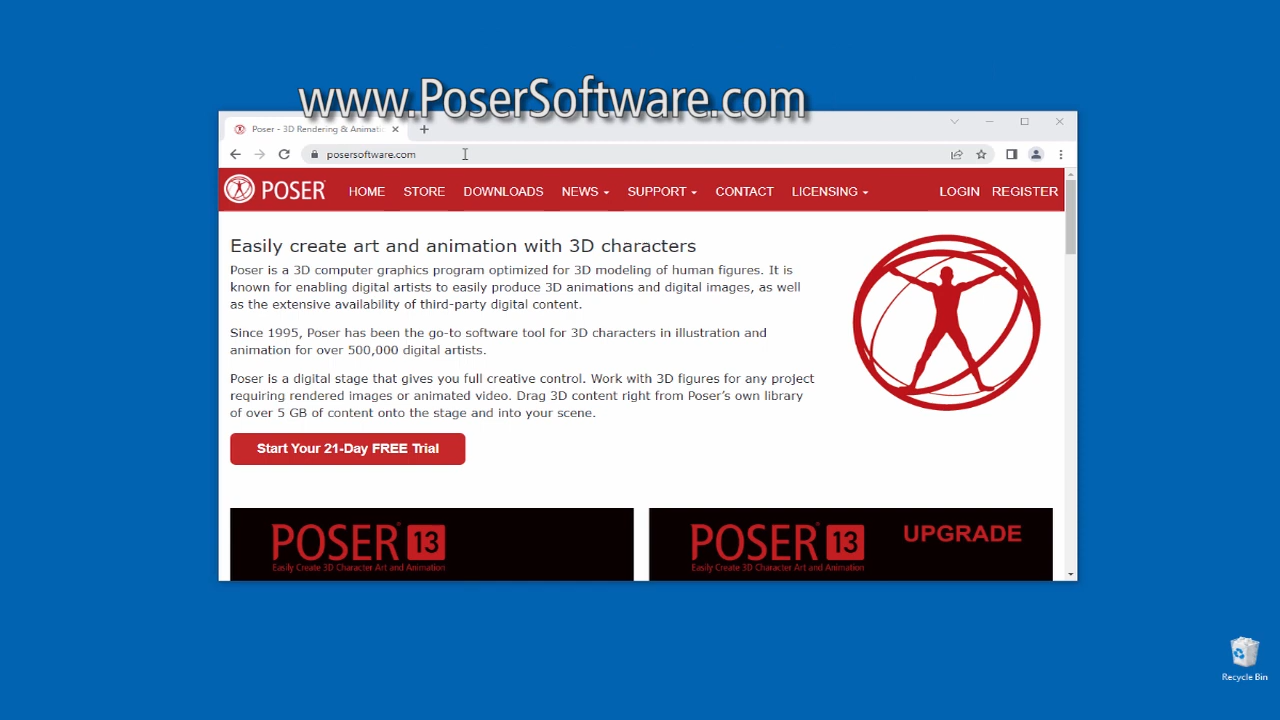 www.PoserSoftware.com
Poser - 3D Rendering & Animati
posersoftware.com
POSER HOME STORE DOWNLOADS NEWS SUPPORT CONTACT LICENSING LOGIN REGISTER
Easily create art and animation with 3D characters
Poser is a 3D computer graphics program optimized for 3D modeling of human figures. It is
known for enabling digital artists to easily produce 3D animations and digital images, as well
as the extensive availability of third-party digital content.
Since 1995, Poser has been the go-to software tool for 3D characters in illustration and
animation for over 500,000 digital artists.
Poser is a digital stage that gives you full creative control. Work with 3D figures for any project
requiring rendered images or animated video. Drag 3D content right from Poser’s own library
of over 5 GB of content onto the stage and into your scene.
Start Your 21-Day FREE Trial
POSER® 13
Easily Create 3D Character Art and Animation
POSER® 13 UPGRADE
Easily Create 3D Character Art and Animation
Recycle Bin